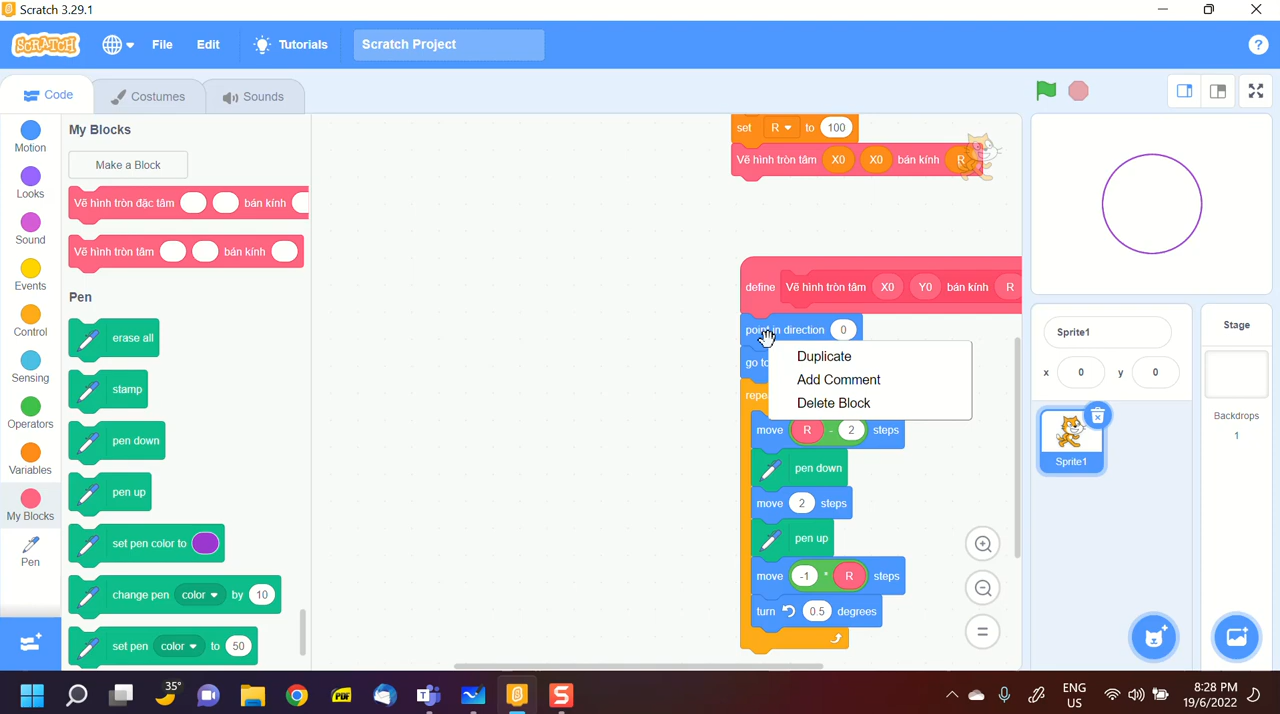 Scratch 3.29.1
SCRATCH
File
Edit
Tutorials
Scratch Project
?
Code
Costumes
Sounds
Motion
Looks
Sound
Events
Control
Sensing
Operators
Variables
My Blocks
Pen
My Blocks
Make a Block
Vẽ hình tròn đặc tâm bán kính
Vẽ hình tròn tâm bán kính
Pen
erase all
stamp
pen down
pen up
set pen color to
change pen color by 10
set pen color to 50
set R to 100
Vẽ hình tròn tâm X0 X0 bán kính R
define Vẽ hình tròn tâm X0 Y0 bán kính R
point in direction 0
go to
Duplicate
Add Comment
Delete Block
move R - 2 steps
pen down
move 2 steps
pen up
move -1 * R steps
turn 0.5 degrees
Sprite1
x 0 y 0
Sprite1
Stage
Backdrops
1
35°
PDF
ENG
US
8:28 PM
19/6/2022